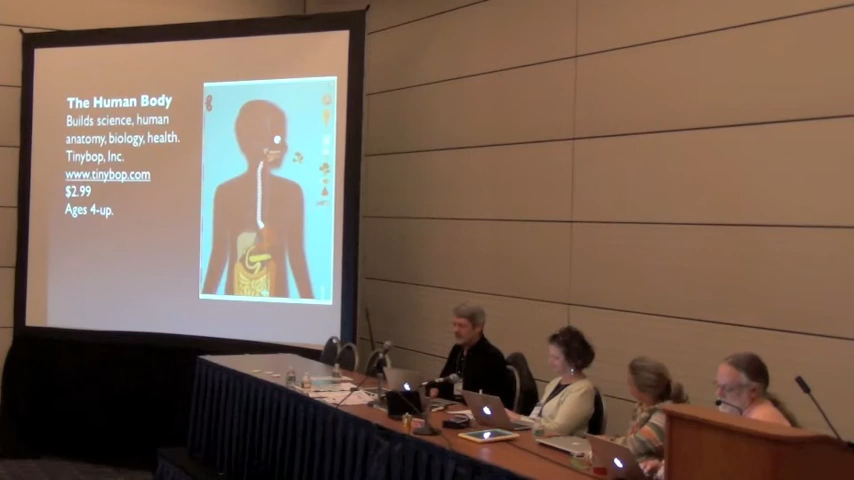 The Human Body
Builds science, human
anatomy, biology, health.
Tinybop, Inc.
www.tinybop.com
$2.99
Ages 4-up.